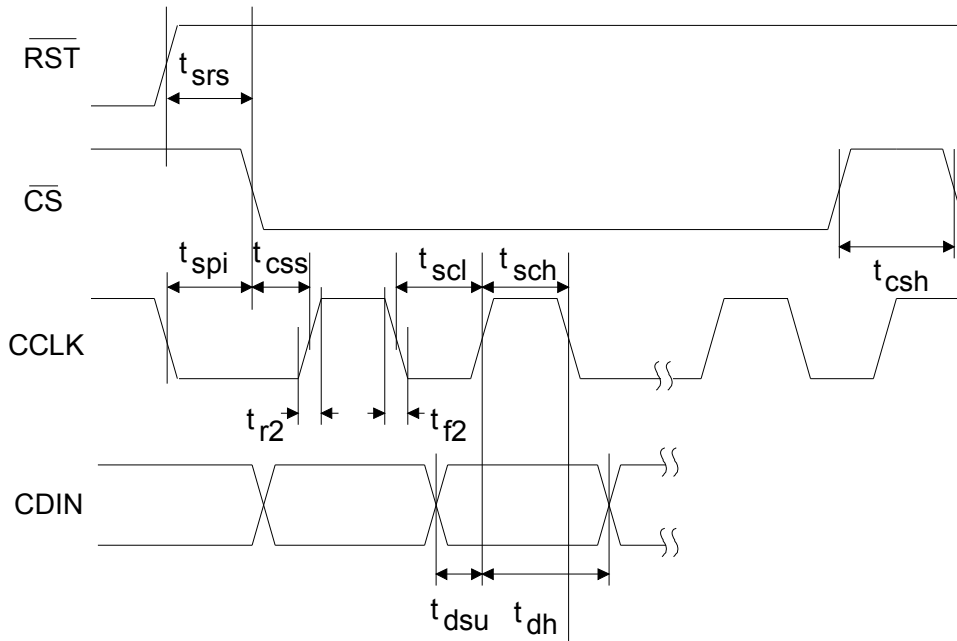 RST
t srs
CS
t spi
t css
t scl
t sch
t csh
CCLK
t r2
t f2
CDIN
t dsu
t dh